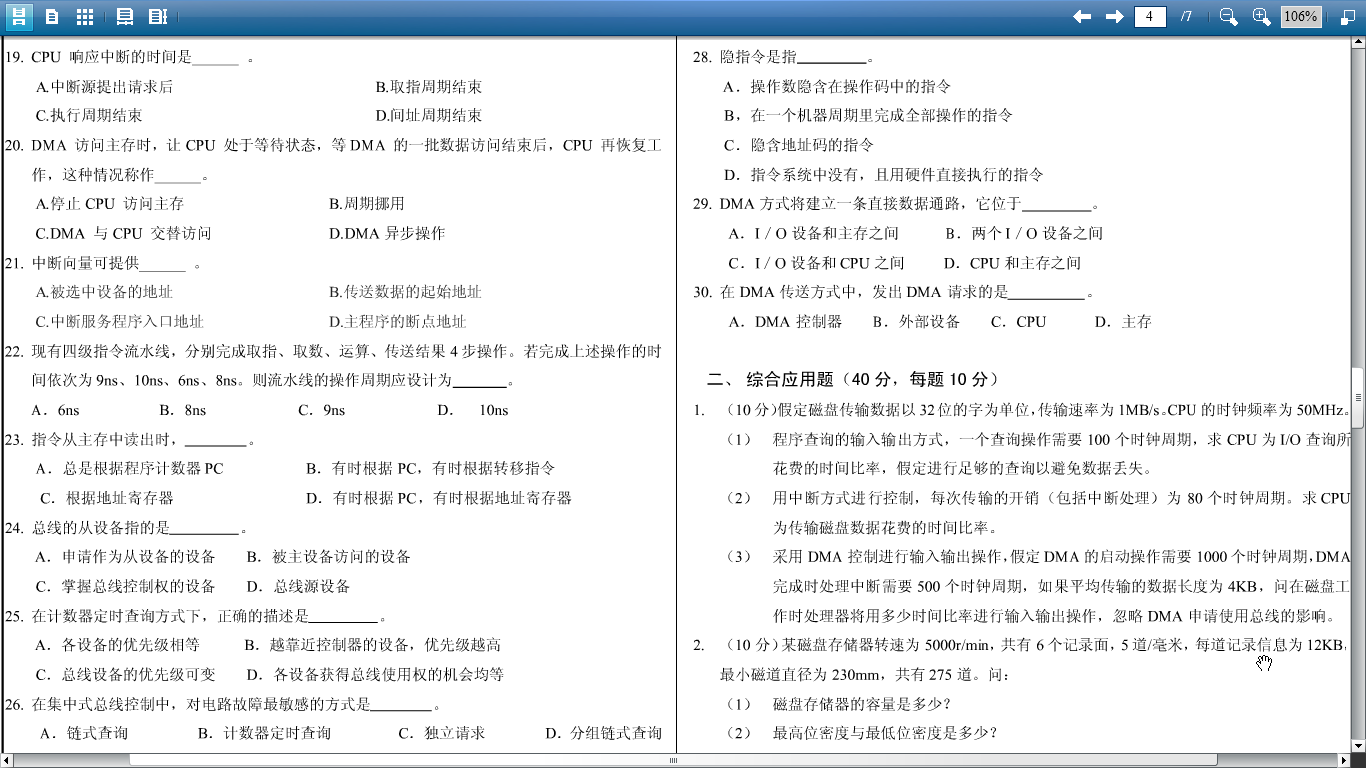 4 /7 106%
19. CPU 响应中断的时间是______ 。
A.中断源提出请求后 B.取指周期结束
C.执行周期结束 D.间址周期结束
20. DMA 访问主存时，让 CPU 处于等待状态，等 DMA 的一批数据访问结束后，CPU 再恢复工
作，这种情况称作______。
A.停止 CPU 访问主存 B.周期挪用
C.DMA 与 CPU 交替访问 D.DMA 异步操作
21. 中断向量可提供______ 。
A.被选中设备的地址 B.传送数据的起始地址
C.中断服务程序入口地址 D.主程序的断点地址
22. 现有四级指令流水线，分别完成取指、取数、运算、传送结果 4 步操作。若完成上述操作的时
间依次为 9ns、10ns、6ns、8ns。则流水线的操作周期应设计为_______。
A．6ns B．8ns C．9ns D． 10ns
23. 指令从主存中读出时，________。
A．总是根据程序计数器 PC B．有时根据 PC，有时根据转移指令
C．根据地址寄存器 D．有时根据 PC，有时根据地址寄存器
24. 总线的从设备指的是_________。
A．申请作为从设备的设备 B．被主设备访问的设备
C．掌握总线控制权的设备 D．总线源设备
25. 在计数器定时查询方式下，正确的描述是_________。
A．各设备的优先级相等 B．越靠近控制器的设备，优先级越高
C．总线设备的优先级可变 D．各设备获得总线使用权的机会均等
26. 在集中式总线控制中，对电路故障最敏感的方式是________。
A．链式查询 B．计数器定时查询 C．独立请求 D．分组链式查询
28. 隐指令是指_________。
A．操作数隐含在操作码中的指令
B，在一个机器周期里完成全部操作的指令
C．隐含地址码的指令
D．指令系统中没有，且用硬件直接执行的指令
29. DMA 方式将建立一条直接数据通路，它位于_________。
A．I / O 设备和主存之间 B．两个 I / O 设备之间
C．I / O 设备和 CPU 之间 D．CPU 和主存之间
30. 在 DMA 传送方式中，发出 DMA 请求的是__________。
A．DMA 控制器 B．外部设备 C．CPU D．主存
二、 综合应用题（40 分，每题 10 分）
1. （10 分）假定磁盘传输数据以 32 位的字为单位，传输速率为 1MB/s。CPU 的时钟频率为 50MHz。
（1） 程序查询的输入输出方式，一个查询操作需要 100 个时钟周期，求 CPU 为 I/O 查询所
花费的时间比率，假定进行足够的查询以避免数据丢失。
（2） 用中断方式进行控制，每次传输的开销（包括中断处理）为 80 个时钟周期。求 CPU
为传输磁盘数据花费的时间比率。
（3） 采用 DMA 控制进行输入输出操作，假定 DMA 的启动操作需要 1000 个时钟周期，DMA
完成时处理中断需要 500 个时钟周期，如果平均传输的数据长度为 4KB，问在磁盘工
作时处理器将用多少时间比率进行输入输出操作，忽略 DMA 申请使用总线的影响。
2. （10 分）某磁盘存储器转速为 5000r/min，共有 6 个记录面，5 道/毫米，每道记录信息为 12KB，
最小磁道直径为 230mm，共有 275 道。问：
（1） 磁盘存储器的容量是多少？
（2） 最高位密度与最低位密度是多少？